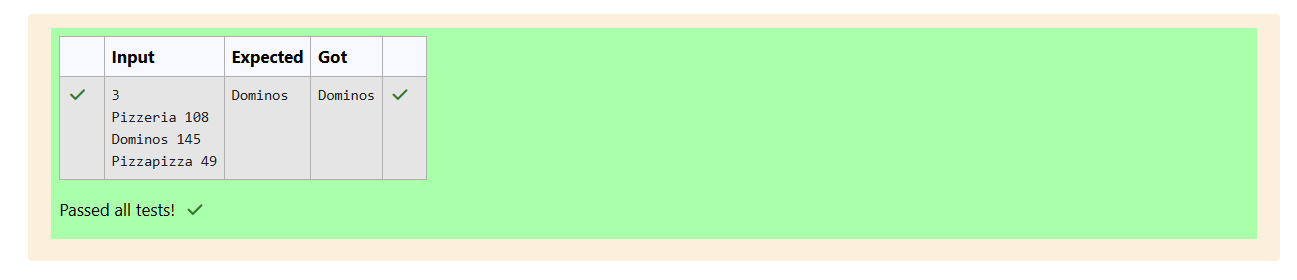 Input Expected Got
3 Dominos Dominos
Pizzeria 108
Dominos 145
Pizzapizza 49
Passed all tests!